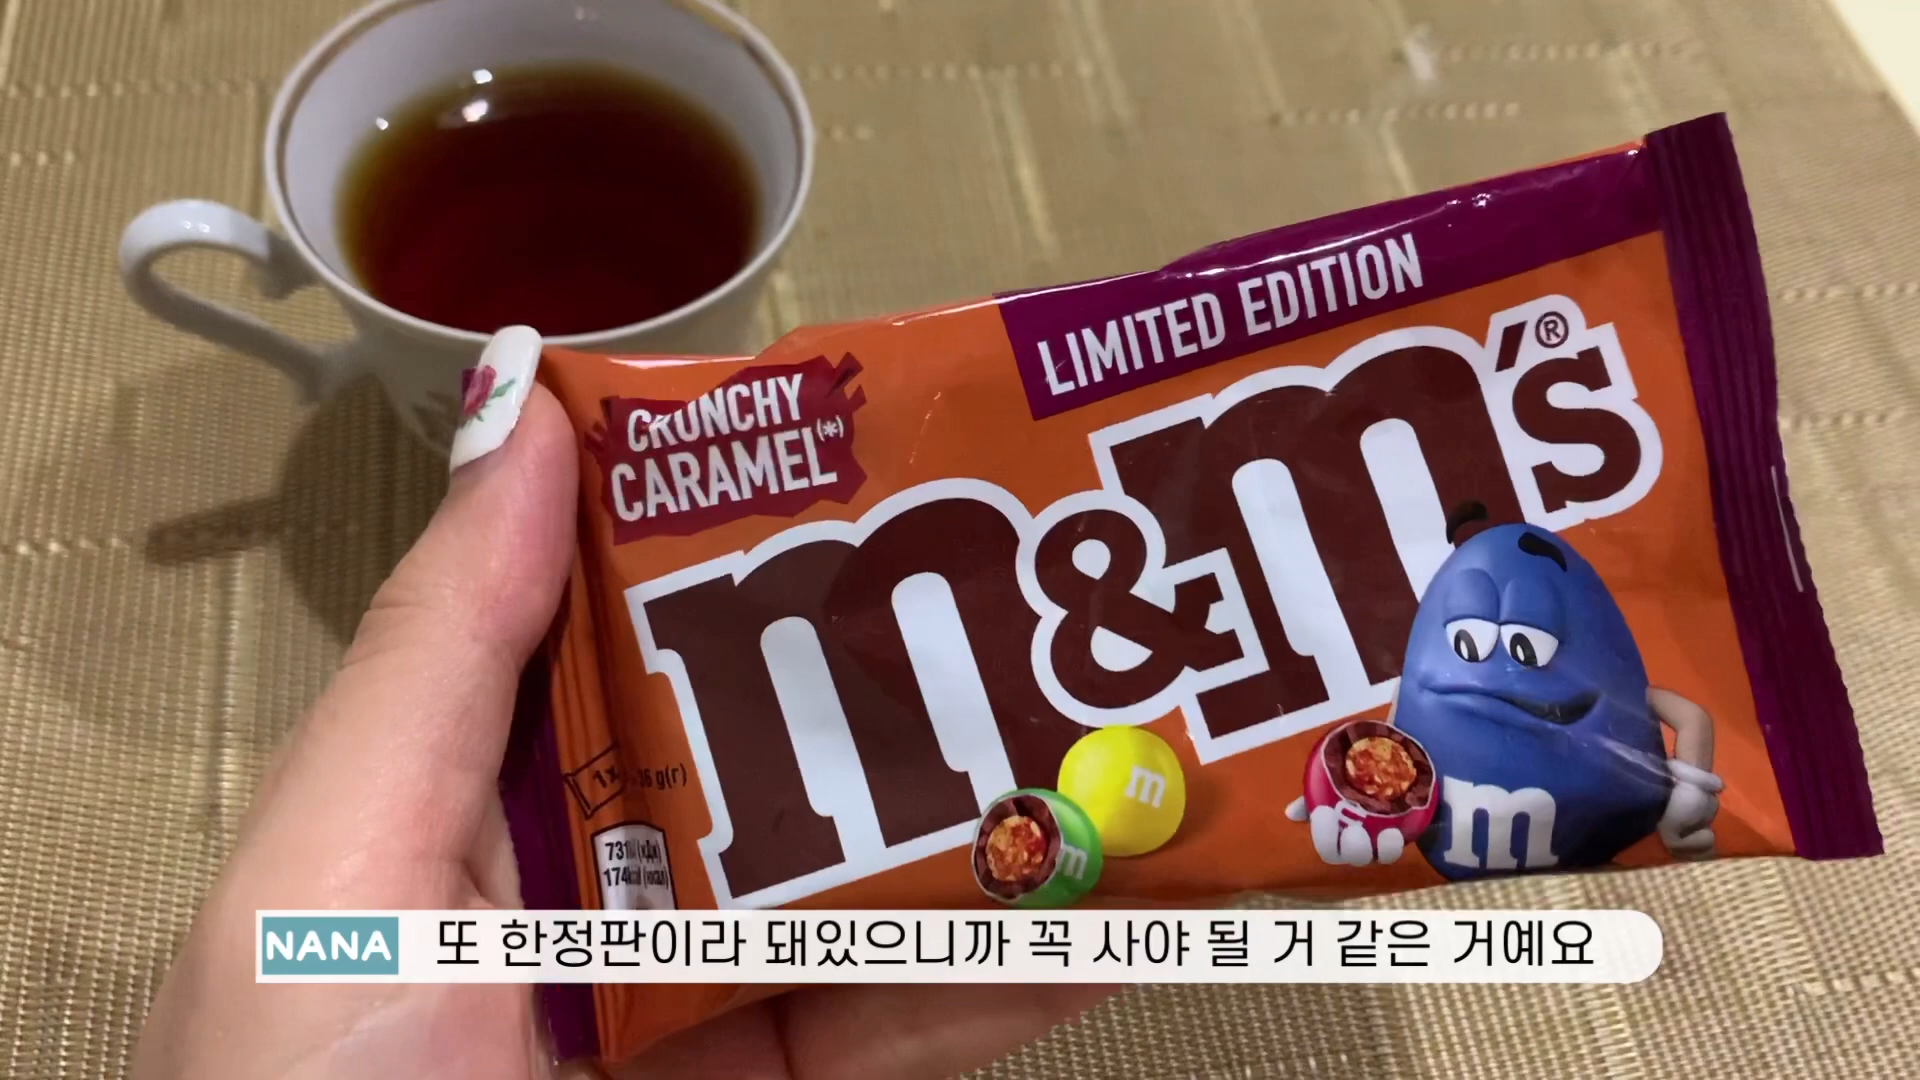 LIMITED EDITION
CRUNCHY
CARAMEL(*)
m&m's®
m
m
m
NANA 또 한정판이라 돼있으니까 꼭 사야 될 거 같은 거예요